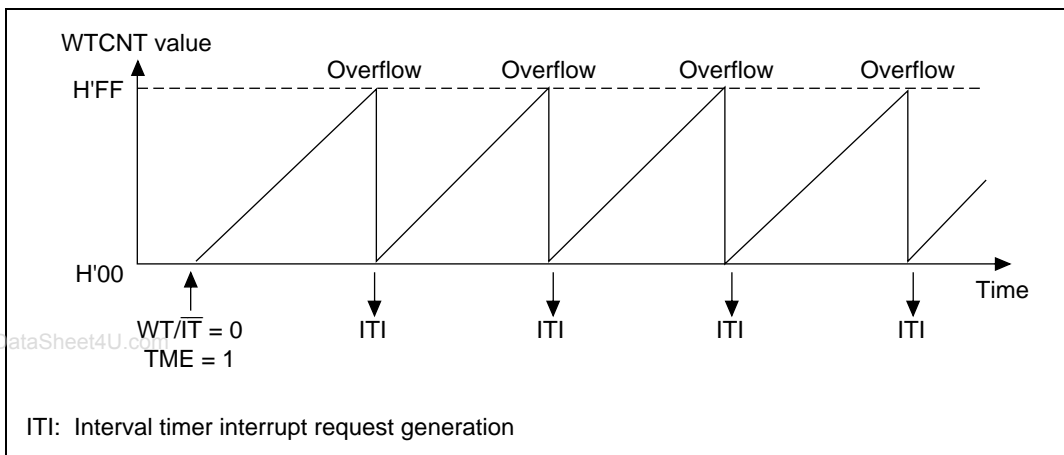 WTCNT value
Overflow Overflow Overflow Overflow
H'FF
H'00
Time
WT/IT = 0
TME = 1
ITI ITI ITI ITI
DataSheet4U.com
ITI: Interval timer interrupt request generation